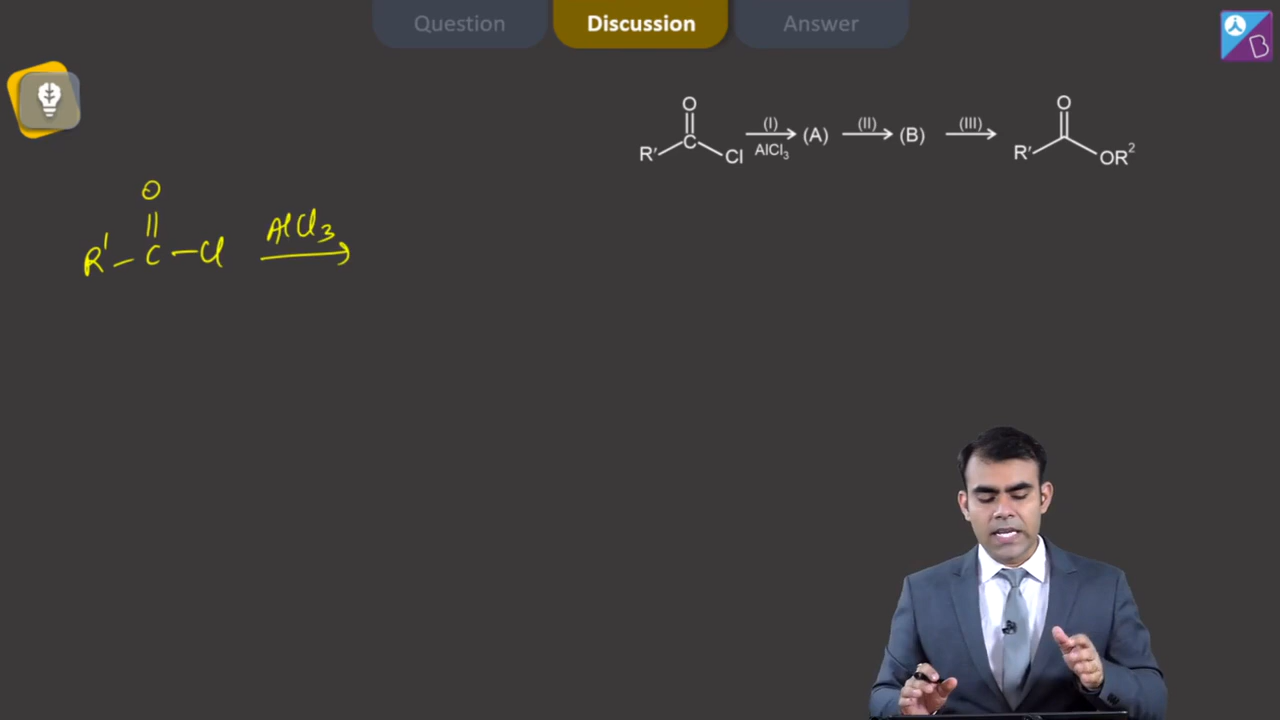 Question Discussion Answer
O
R′ C Cl (I) AlCl₃ (A) (II) (B) (III) O R′ OR²
O
R' – C – Cl AlCl₃
B